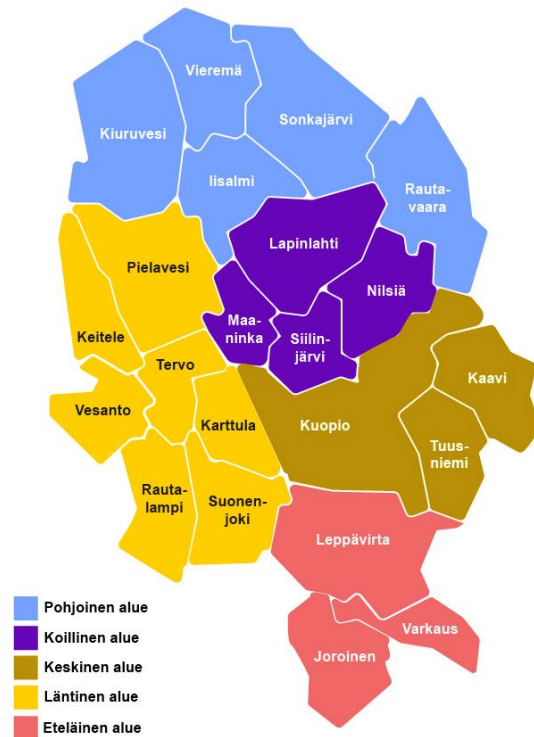 Vieremä
Kiuruvesi
Sonkajärvi
Iisalmi
Rauta-
vaara
Lapinlahti
Pielavesi
Nilsiä
Maa-
ninka
Siilin-
järvi
Keitele
Tervo
Kaavi
Vesanto
Karttula
Kuopio
Tuus-
niemi
Rauta-
lampi
Suonen-
joki
Leppävirta
Varkaus
Joroinen
Pohjoinen alue
Koillinen alue
Keskinen alue
Läntinen alue
Eteläinen alue